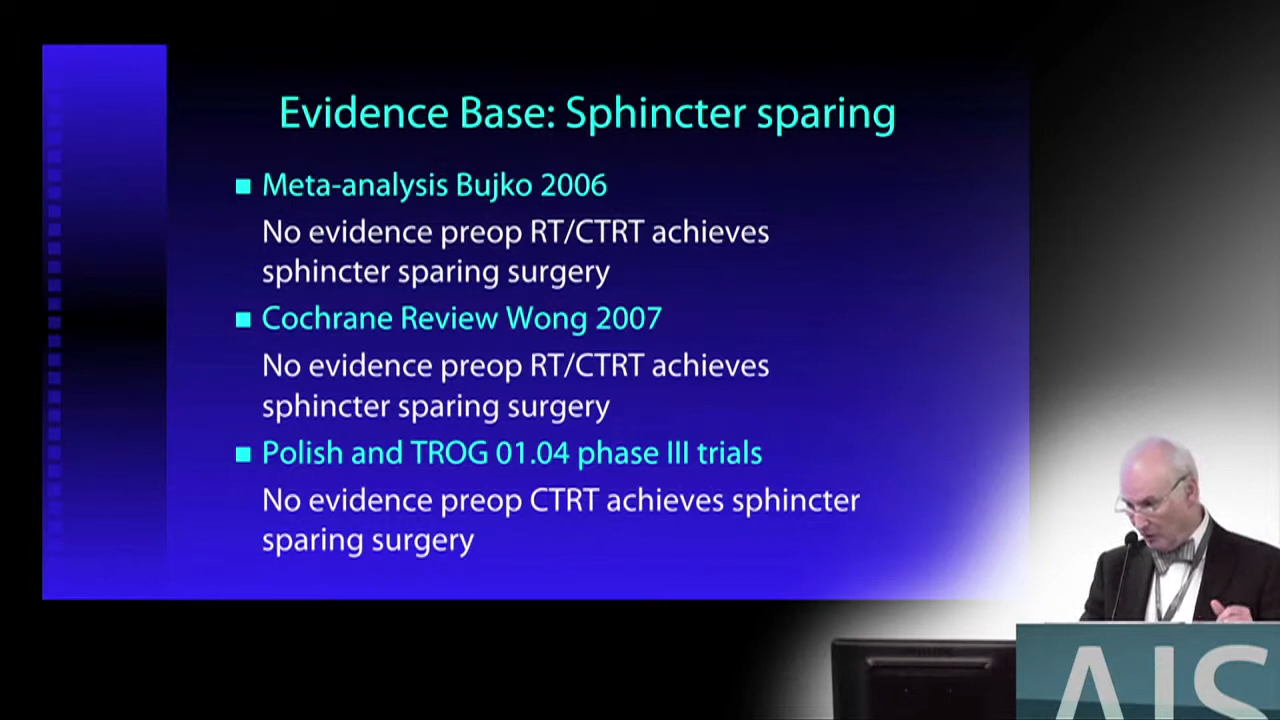 Evidence Base: Sphincter sparing
Meta-analysis Bujko 2006
No evidence preop RT/CTRT achieves
sphincter sparing surgery
Cochrane Review Wong 2007
No evidence preop RT/CTRT achieves
sphincter sparing surgery
Polish and TROG 01.04 phase III trials
No evidence preop CTRT achieves sphincter
sparing surgery
AIS